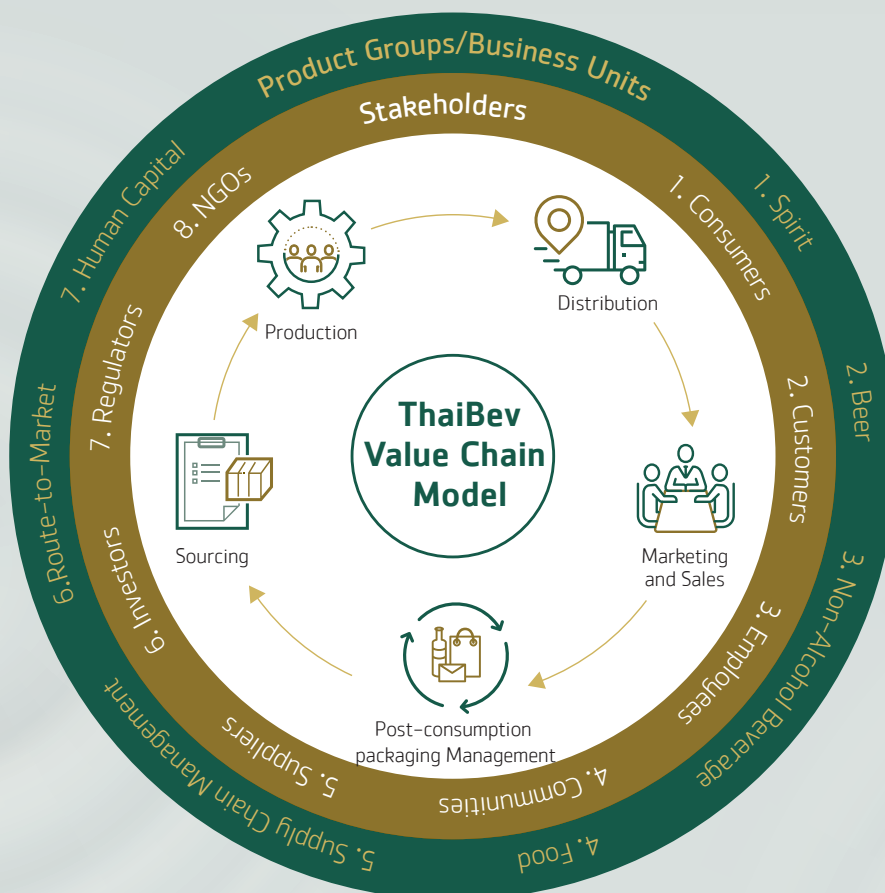 Product Groups/Business Units
1. Spirit
2. Beer
3. Non-Alcohol Beverage
4. Food
5. Supply Chain Management
6.Route-to-Market
7. Human Capital
Stakeholders
1. Consumers
2. Customers
3. Employees
4. Communities
5. Suppliers
6. Investors
7. Regulators
8. NGOs
Production
Distribution
Marketing
and Sales
Post-consumption
packaging Management
Sourcing
ThaiBev
Value Chain
Model